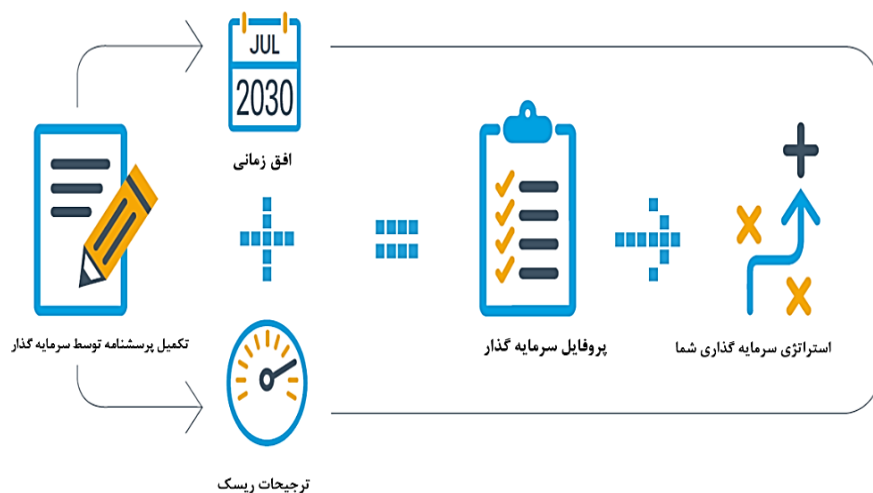 JUL
2030
افق زمانی
تکمیل پرسشنامه توسط سرمایه گذار
پروفایل سرمایه گذار
استراتژی سرمایه گذاری شما
ترجیحات ریسک